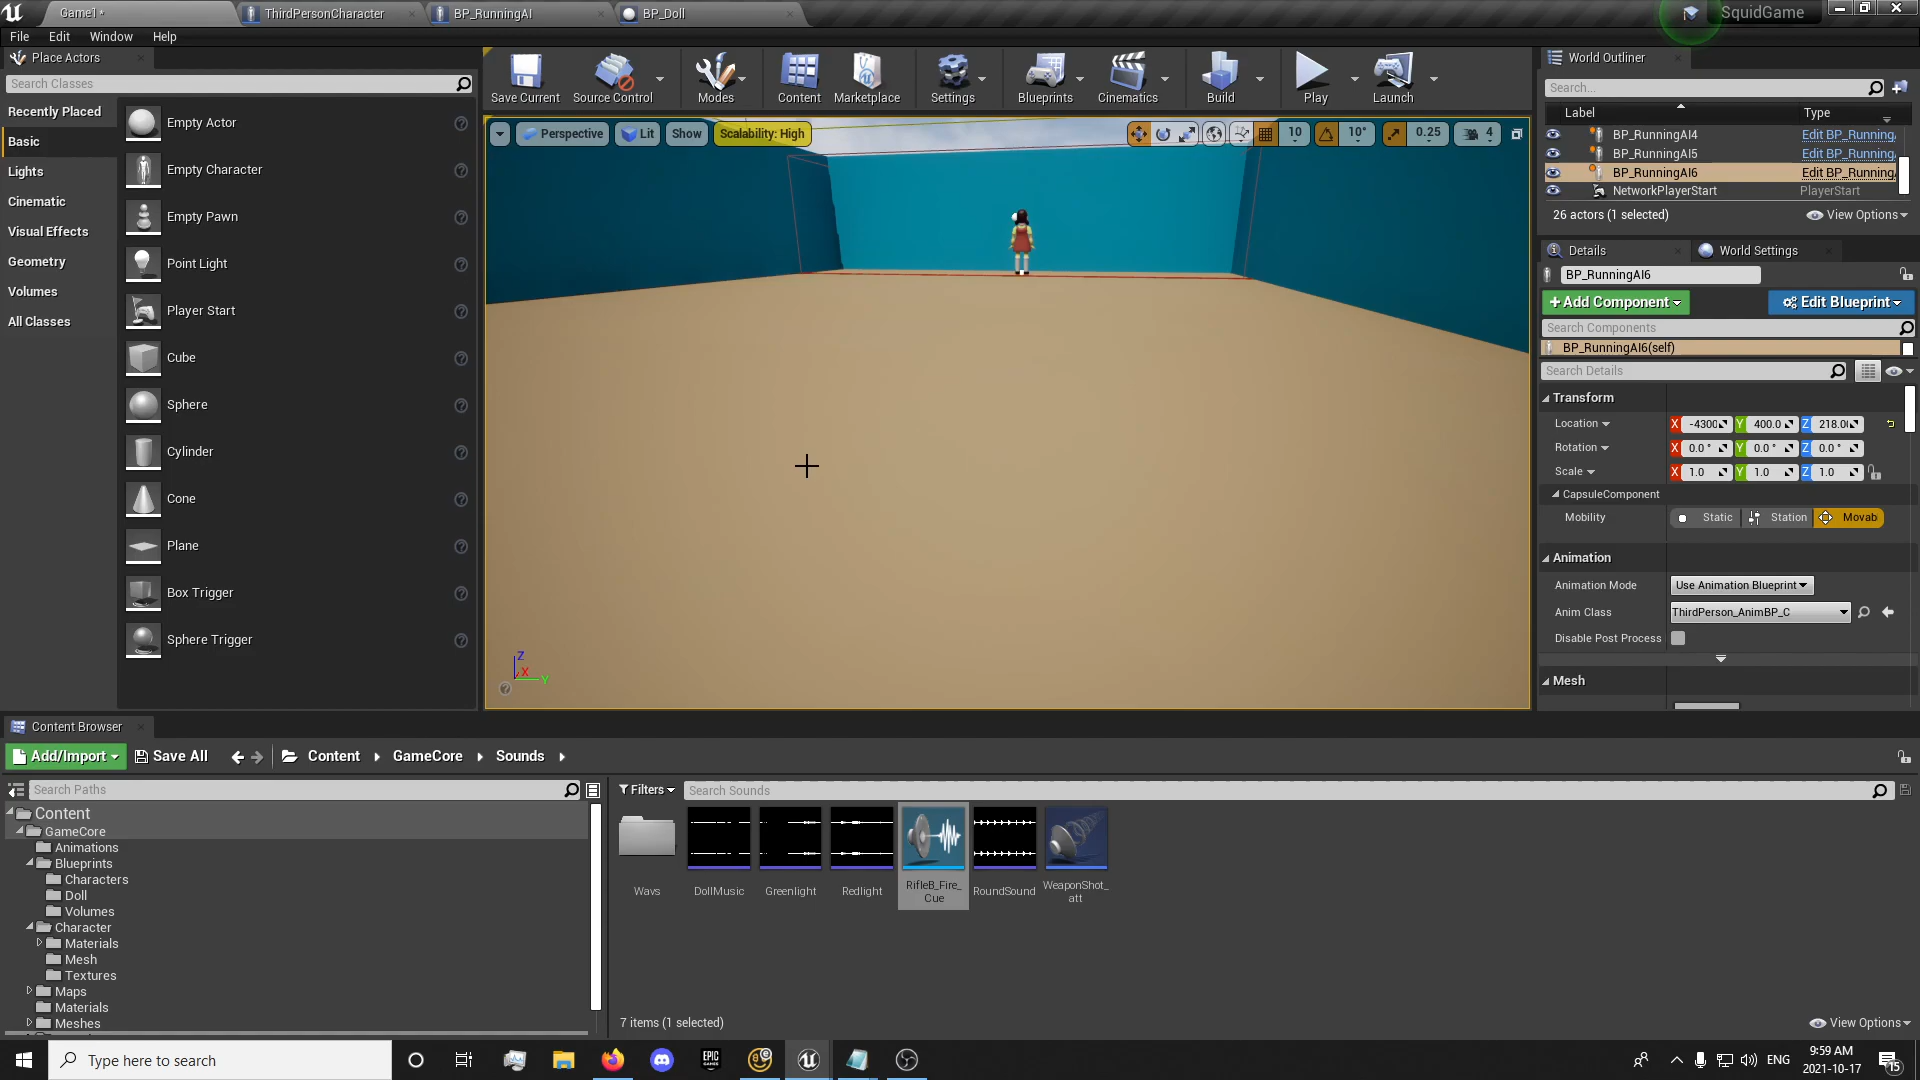 Game1*
ThirdPersonCharacter
BP_RunningAI
BP_Doll
SquidGame
File Edit Window Help
Place Actors
Search Classes
Recently Placed
Basic
Lights
Cinematic
Visual Effects
Geometry
Volumes
All Classes
Empty Actor
Empty Character
Empty Pawn
Point Light
Player Start
Cube
Sphere
Cylinder
Cone
Plane
Box Trigger
Sphere Trigger
Save Current
Source Control
Modes
Content
Marketplace
Settings
Blueprints
Cinematics
Build
Play
Launch
Perspective
Lit
Show
Scalability: High
10
10°
0.25
4
Z
X
Y
World Outliner
Search...
Label Type
BP_RunningAI4 Edit BP_Running
BP_RunningAI5 Edit BP_Running
BP_RunningAI6 Edit BP_Running
NetworkPlayerStart PlayerStart
26 actors (1 selected)
View Options
Details
World Settings
BP_RunningAI6
+Add Component
Edit Blueprint
Search Components
BP_RunningAI6(self)
Search Details
Transform
Location X -4300 Y 400.0 Z 218.0
Rotation X 0.0 ° Y 0.0 ° Z 0.0 °
Scale X 1.0 Y 1.0 Z 1.0
CapsuleComponent
Mobility Static Station Movab
Animation
Animation Mode Use Animation Blueprint
Anim Class ThirdPerson_AnimBP_C
Disable Post Process
Mesh
Content Browser
Add/Import
Save All
Content GameCore Sounds
Search Paths
Content
GameCore
Animations
Blueprints
Characters
Doll
Volumes
Character
Materials
Mesh
Textures
Maps
Materials
Meshes
Filters
Search Sounds
Wavs
DollMusic
Greenlight
Redlight
RifleB_Fire_
Cue
RoundSound
WeaponShot_
att
7 items (1 selected)
View Options
Type here to search
EPIC
GAMES
ENG
9:59 AM
2021-10-17
15